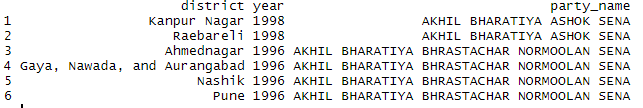 district year party_name
1 Kanpur Nagar 1998 AKHIL BHARATIYA ASHOK SENA
2 Raebareli 1998 AKHIL BHARATIYA ASHOK SENA
3 Ahmednagar 1996 AKHIL BHARATIYA BHRASTACHAR NORMOOLAN SENA
4 Gaya, Nawada, and Aurangabad 1996 AKHIL BHARATIYA BHRASTACHAR NORMOOLAN SENA
5 Nashik 1996 AKHIL BHARATIYA BHRASTACHAR NORMOOLAN SENA
6 Pune 1996 AKHIL BHARATIYA BHRASTACHAR NORMOOLAN SENA